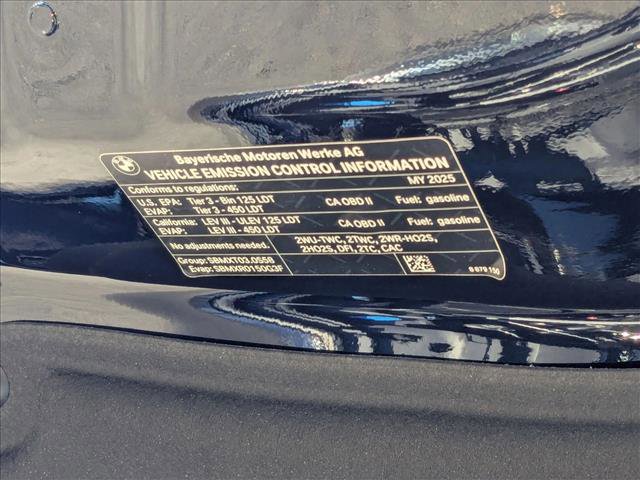 BMW
Bayerische Motoren Werke AG
VEHICLE EMISSION CONTROL INFORMATION
Conforms to regulations: MY 2025
U.S. EPA: Tier 3 - Bin 125 LDT CA OBD II Fuel: gasoline
EVAP: Tier 3 - 450 LDT
California: LEV III - ULEV 125 LDT CA OBD II Fuel: gasoline
EVAP: LEV III - 450 LDT
No adjustments needed.
2WU-TWC, 2TWC, 2WR-HO2S,
2HO2S, DFI, 2TC, CAC
Group: SBMXT03.0S58
Evap: SBMXR0150G3F